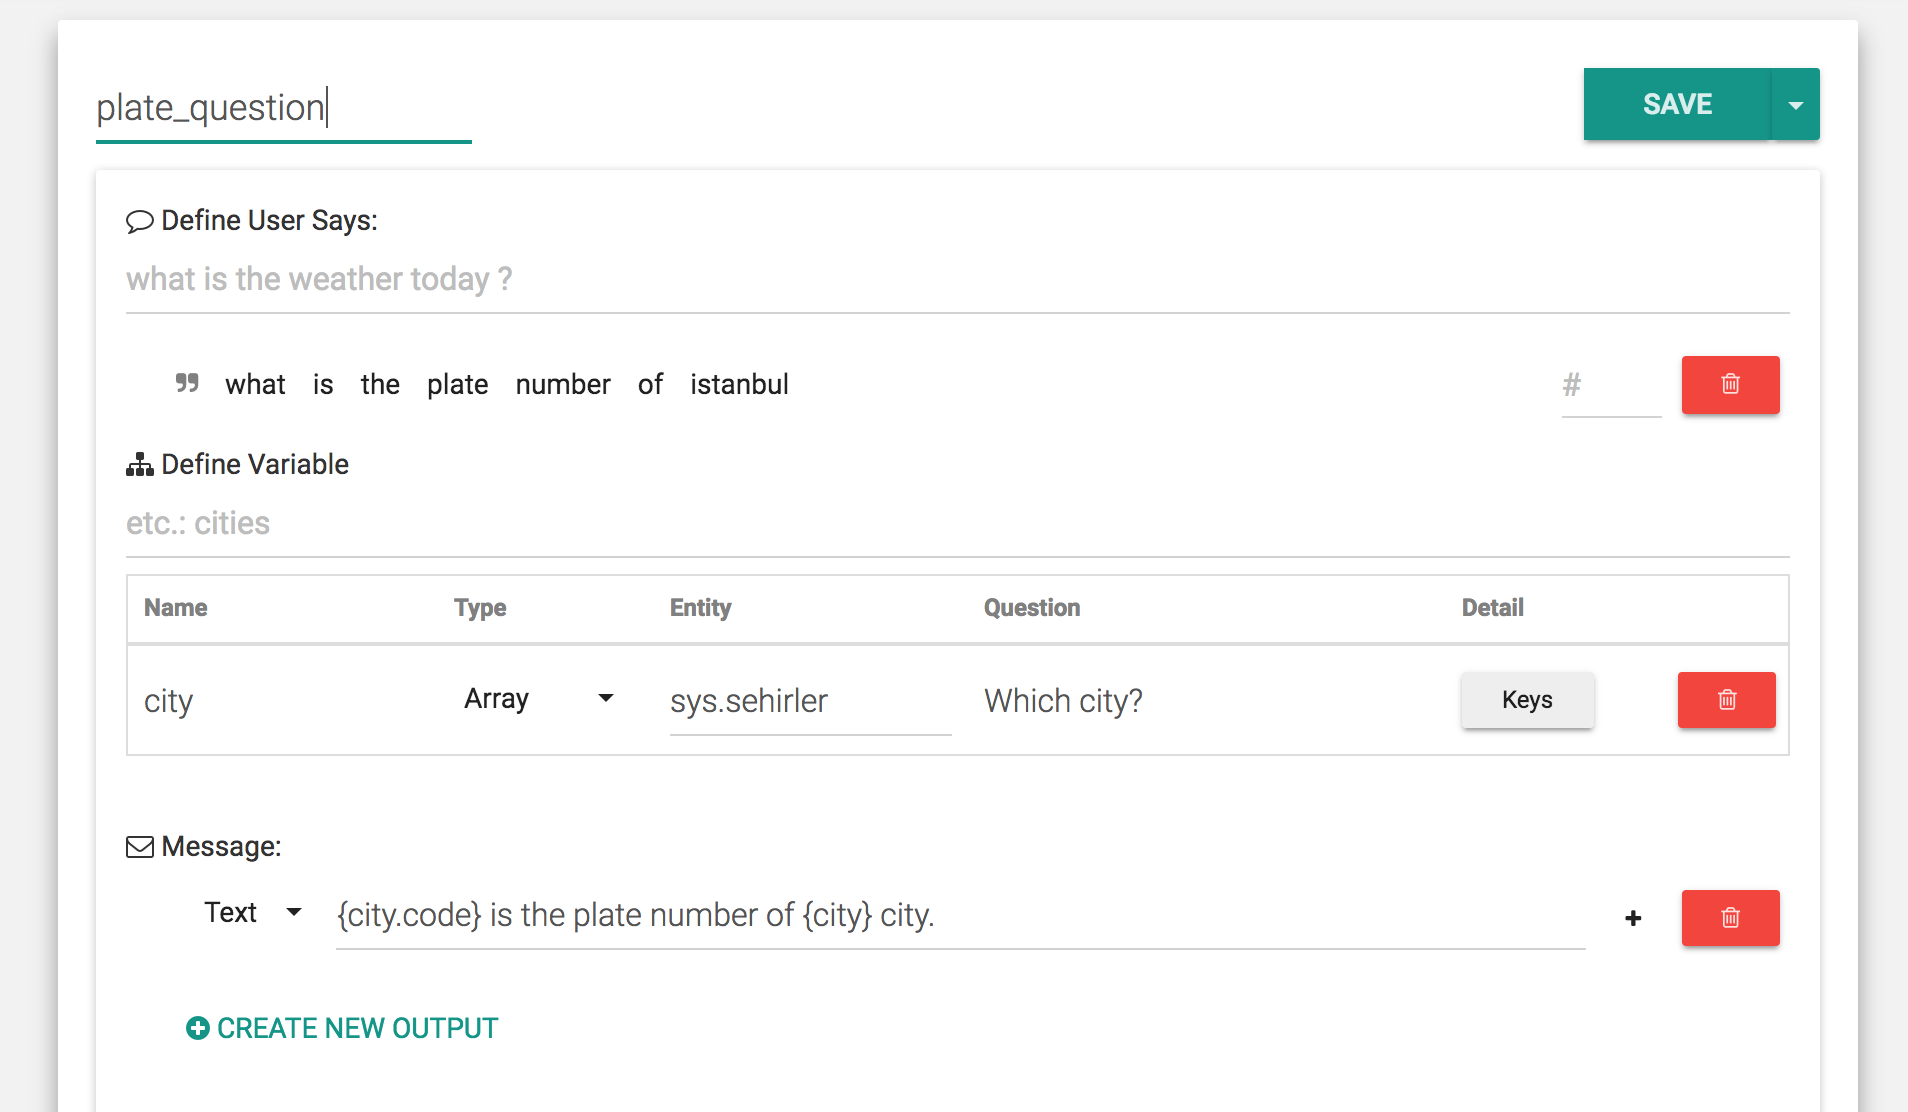 plate_question
SAVE
Define User Says:
what is the weather today ?
what is the plate number of istanbul
#
Define Variable
etc.: cities
Name Type Entity Question Detail
city Array sys.sehirler Which city? Keys
Message:
Text {city.code} is the plate number of {city} city.
CREATE NEW OUTPUT